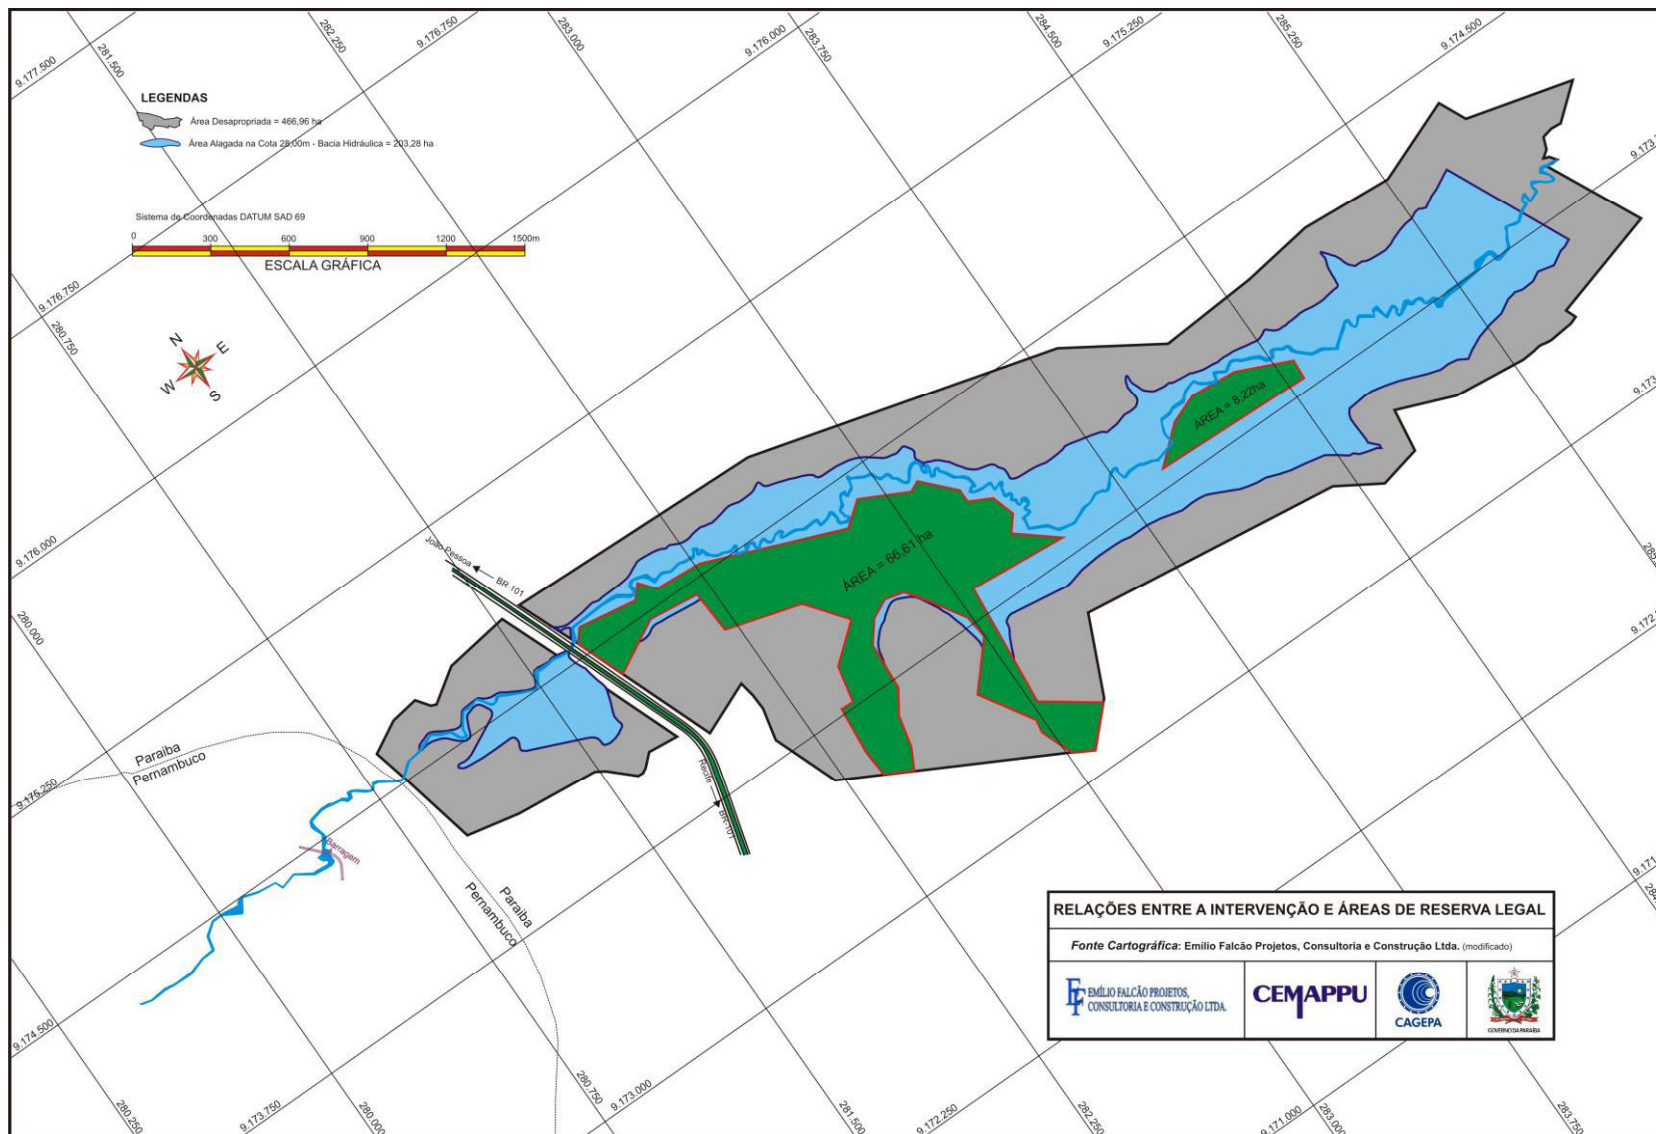 9.177.500
281.500
282.250
9.176.750
283.000
9.176.000
283.750
284.500
9.175.250
285.250
9.174.500
LEGENDAS
Área Desapropriada = 466,96 ha
Área Alagada na Cota 28,00m - Bacia Hidráulica = 203,28 ha
Sistema de Coordenadas DATUM SAD 69
0 300 600 900 1200 1500m
ESCALA GRÁFICA
9.176.750
280.750
N
E
W
S
ÁREA = 8,22ha
ÁREA = 66,61 ha
João Pessoa
BR-101
9.176.000
280.000
Paraiba
Pernambuco
9.175.250
Recife
BR-101
Barragem
Paraiba
Pernambuco
RELAÇÕES ENTRE A INTERVENÇÃO E ÁREAS DE RESERVA LEGAL
Fonte Cartográfica: Emilio Falcão Projetos, Consultoria e Construção Ltda. (modificado)
EF EMÍLIO FALCÃO PROJETOS,
CONSULTORIA E CONSTRUÇÃO LTDA.
CEMAPPU
CAGEPA
GOVERNO DA PARAÍBA
9.174.500
280.250
9.173.750
280.000
280.750
9.173.000
281.500
9.172.250
282.250
9.171.000
283.000
283.750